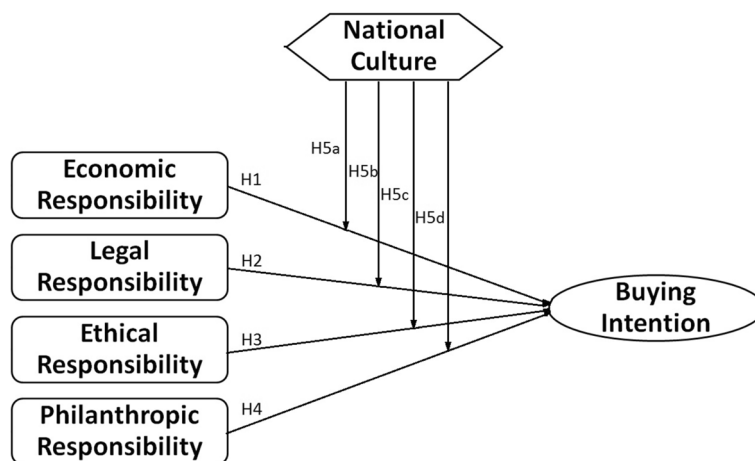 National
Culture
H5a
H5b
H5c
H5d
Economic
Responsibility
H1
Legal
Responsibility
H2
Ethical
Responsibility
H3
Philanthropic
Responsibility
H4
Buying
Intention